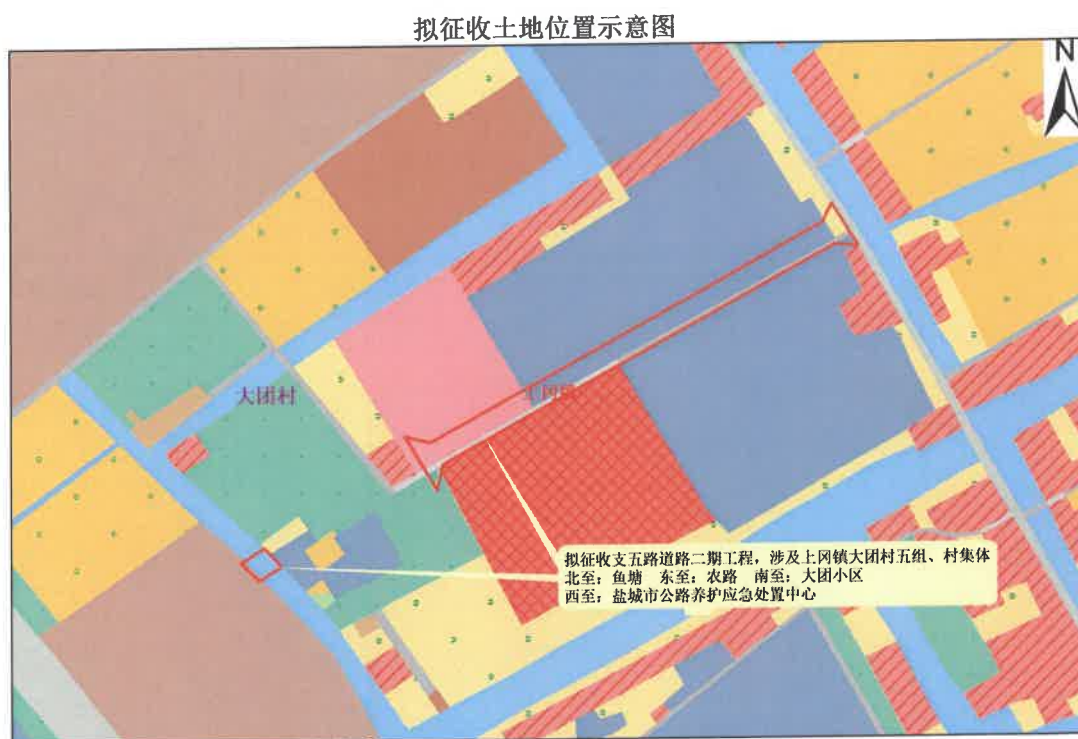 拟征收土地位置示意图
N
大团村
拟征收支五路道路二期工程，涉及上冈镇大团村五组、村集体
北至：鱼塘 东至：农路 南至：大团小区
西至：盐城市公路养护应急处置中心